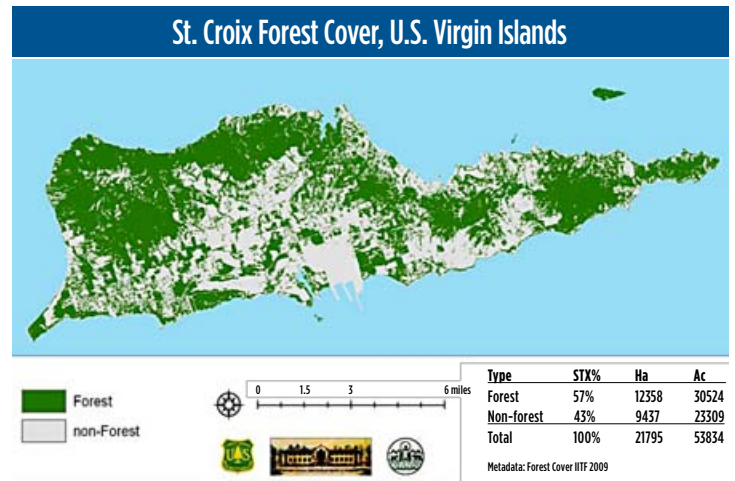 St. Croix Forest Cover, U.S. Virgin Islands
Forest
non-Forest
0 1.5 3 6 miles
U S
Type STX% Ha Ac
Forest 57% 12358 30524
Non-forest 43% 9437 23309
Total 100% 21795 53834
Metadata: Forest Cover IITF 2009